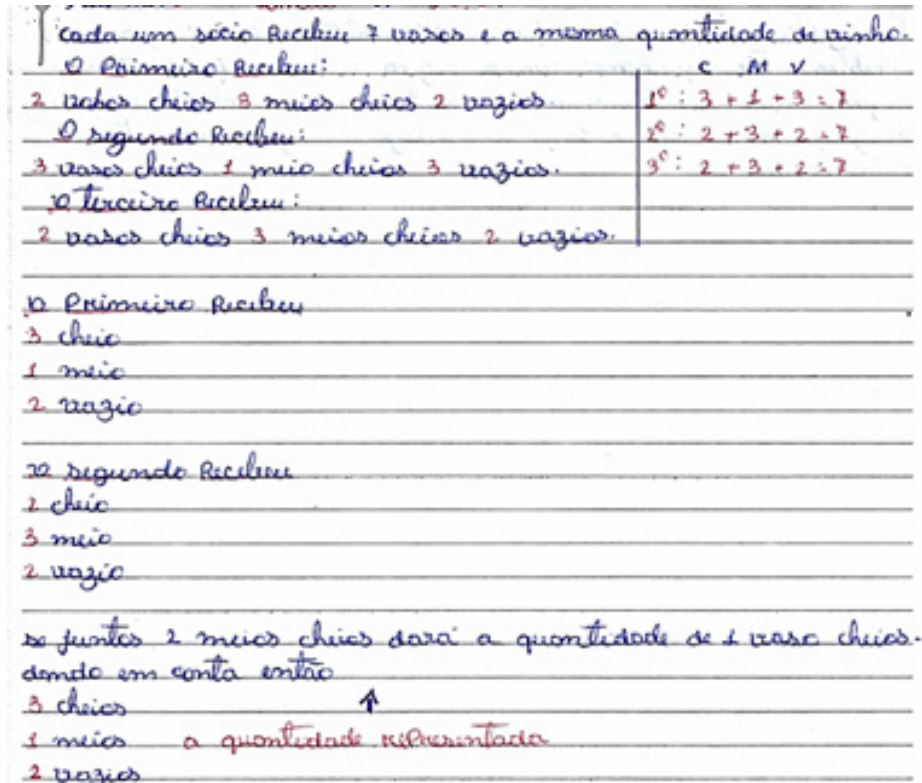 cada um sócio Recebeu 7 vasos e a mesma quantidade de vinho.
O Primeiro Recebeu:
2 vasos cheios 3 meios cheios 2 vazios
O segundo Recebeu:
3 vasos cheios 1 meio cheios 3 vazios.
O terceiro Recebeu:
2 vasos cheios 3 meios cheios 2 vazios.
C M V
1º: 3 + 1 + 3 = 7
2º: 2 + 3 + 2 = 7
3º: 2 + 3 + 2 = 7
O Primeiro Recebeu
3 cheio
1 meio
2 vazio
O segundo Recebeu
2 cheio
3 meio
2 vazio
se juntos 2 meios cheios dará a quantidade de 1 vaso cheios.
dando em conta então
3 cheios
1 meios a quantidade representada
2 vazios